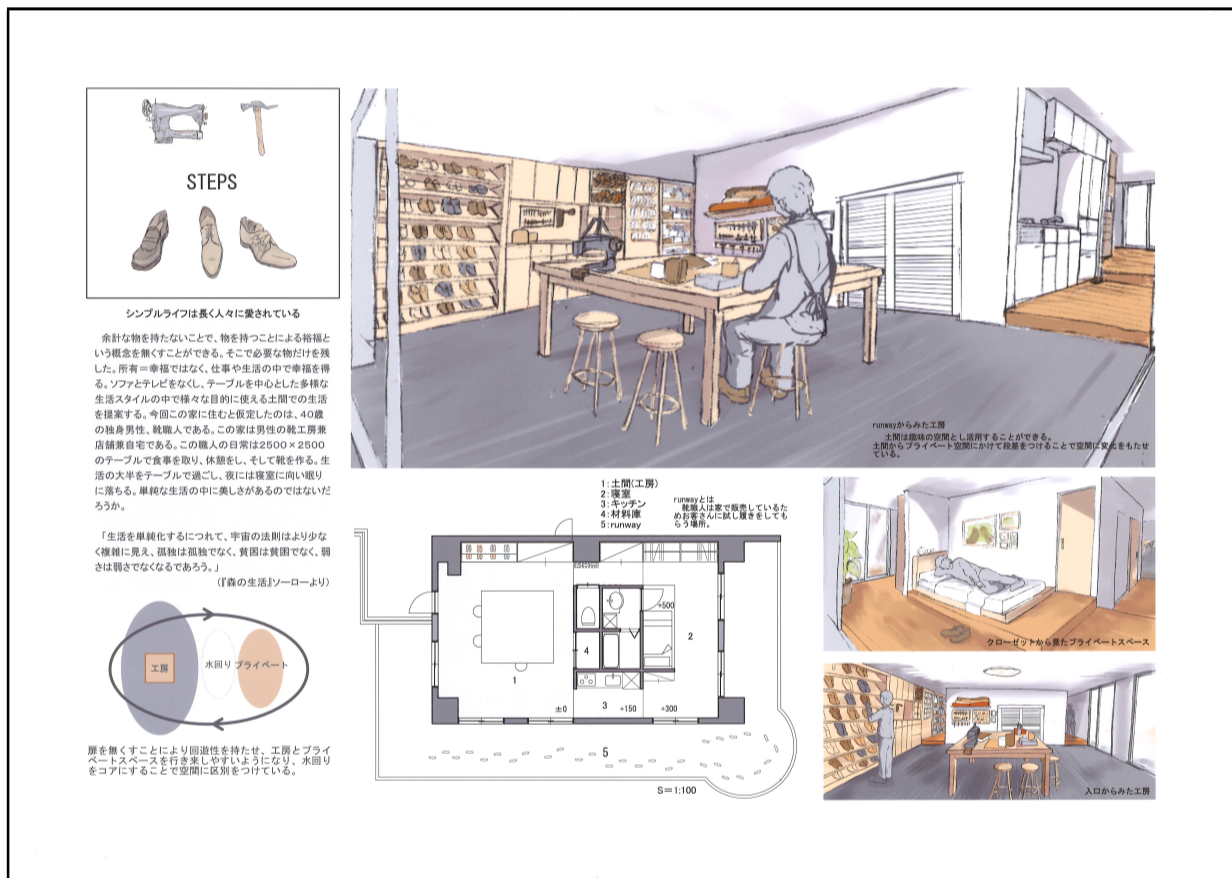 STEPS
シンプルライフは長く人々に愛されている
余計な物を持たないことで、物を持つことによる裕福と
いう概念を無くすことができる。そこで必要な物だけを残
した。所有＝幸福ではなく、仕事や生活の中で幸福を得
る。ソファとテレビをなくし、テーブルを中心とした多様な
生活スタイルの中で様々な目的に使える土間での生活
を提案する。今回この家に住むと仮定したのは、40歳
の独身男性、靴職人である。この家は男性の靴工房兼
店舗兼自宅である。この職人の日常は2500×2500
のテーブルで食事を取り、休憩をし、そして靴を作る。生
活の大半をテーブルで過ごし、夜には寝室に向い眠り
に落ちる。単純な生活の中に美しさがあるのではないだ
ろうか。
「生活を単純化するにつれて、宇宙の法則はより少な
く複雑に見え、孤独は孤独でなく、貧困は貧困でなく、弱
さは弱さでなくなるであろう。」
（『森の生活』ソーローより）
工房
水回り
プライベート
扉を無くすことにより回遊性を持たせ、工房とプライ
ベートスペースを行き来しやすいようになり、水回り
をコアにすることで空間に区別をつけている。
runwayからみた工房
土間は趣味の空間とし活用することができる。
土間からプライベート空間にかけて段差をつけることで空間に変化をもたせ
ている。
1：土間(工房)
2：寝室
3：キッチン
4：材料庫
5：runway
runwayとは
靴職人は家で販売しているた
めお客さんに試し履きをしても
らう場所。
+500
2
4
1
3
±0
+150
+300
5
S＝1:100
クローゼットから見たプライベートスペース
入口からみた工房